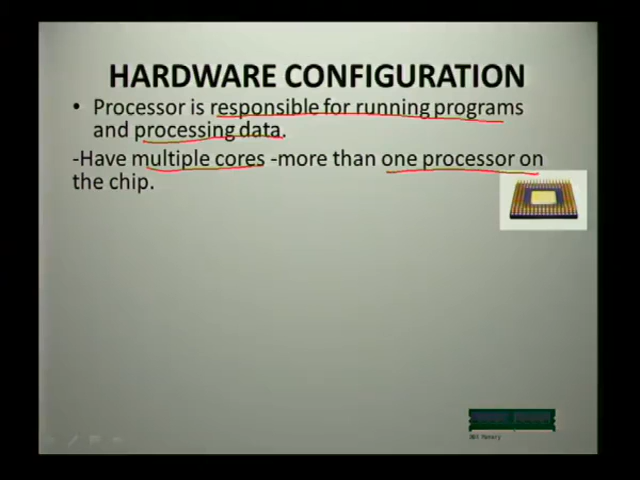 HARDWARE CONFIGURATION
• Processor is responsible for running programs
and processing data.
-Have multiple cores -more than one processor on
the chip.